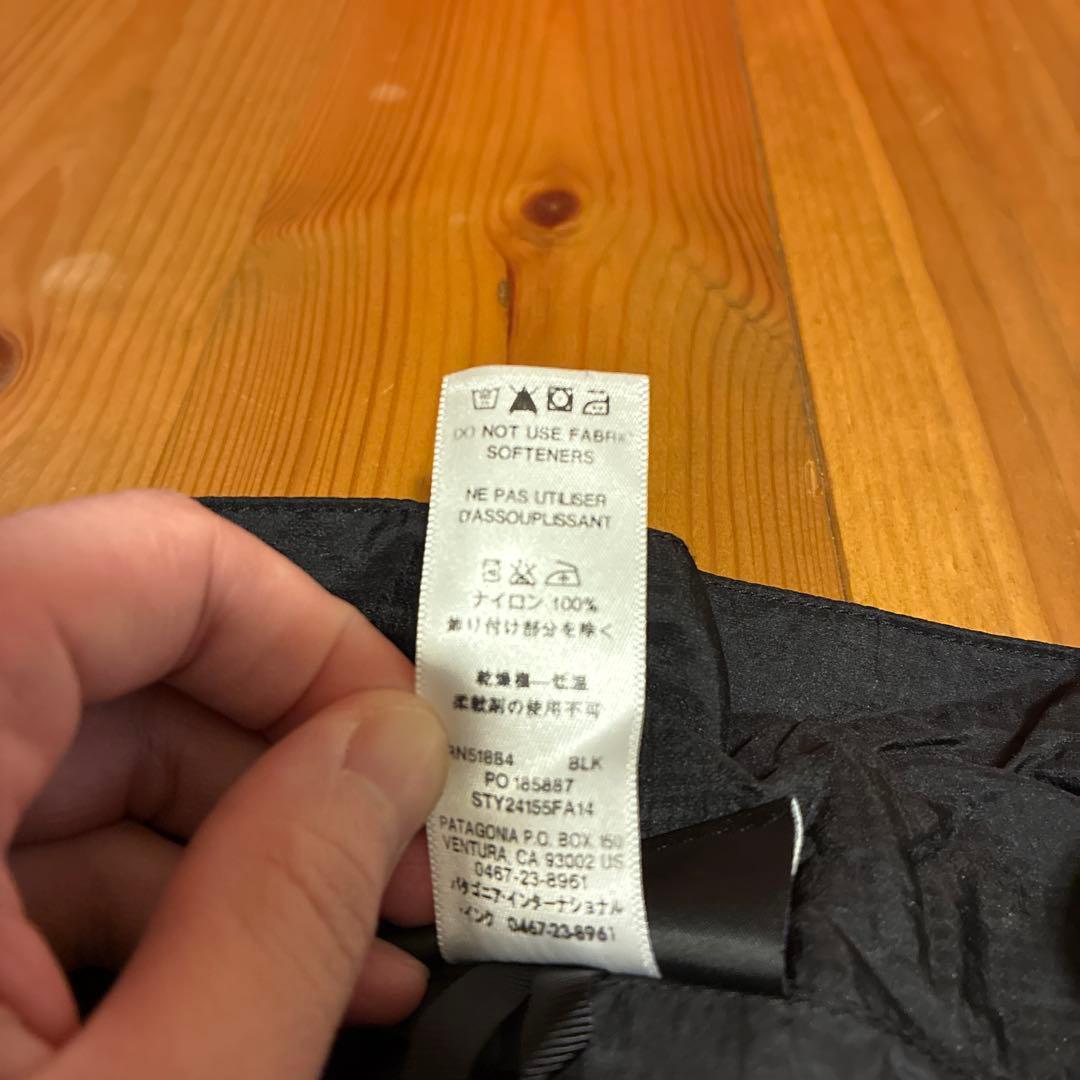 DO NOT USE FABRIC
SOFTENERS
NE PAS UTILISER
D'ASSOUPLISSANT
ナイロン 100%
飾り付け部分を除く
乾燥機—低温
柔軟剤の使用不可
RN51884 BLK
PO 185887
STY24155FA14
PATAGONIA P.O. BOX 150
VENTURA, CA 93002 US
0467-23-8961
パタゴニア・インターナショナル
・インク 0467-23-8961